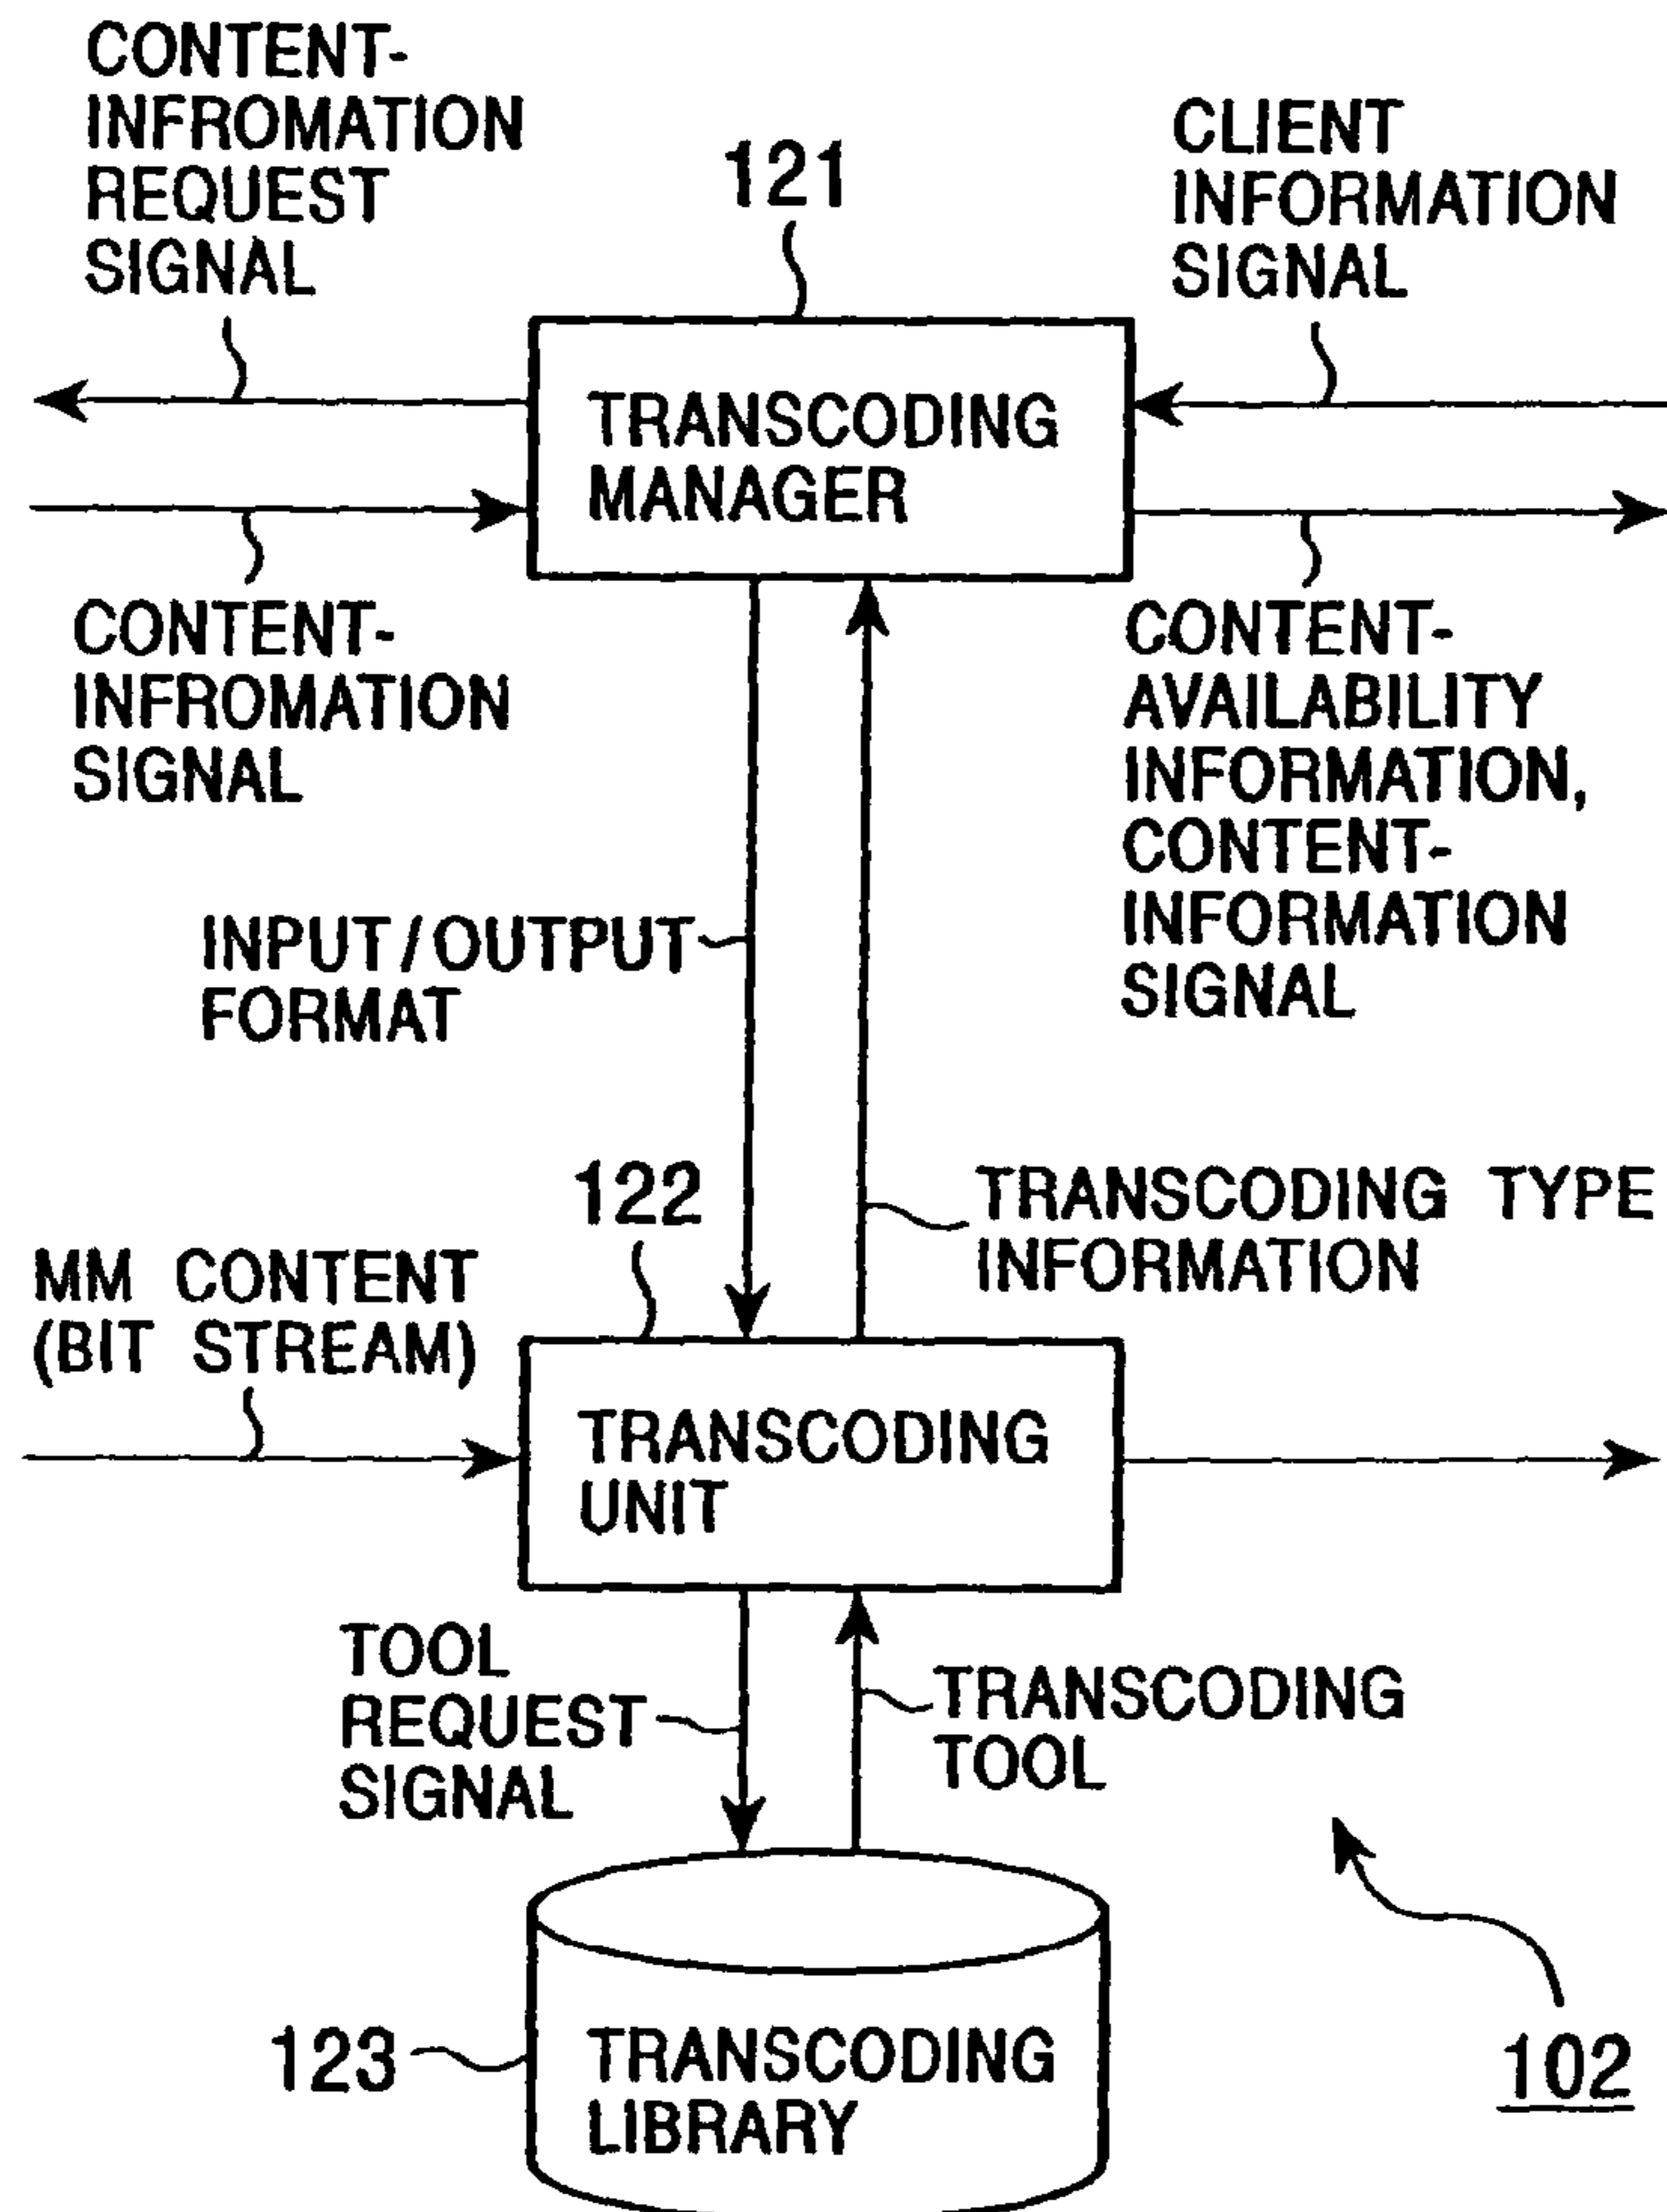 CONTENT-
INFROMATION
REQUEST
SIGNAL
121
CLIENT
INFORMATION
SIGNAL
TRANSCODING
MANAGER
CONTENT-
INFROMATION
SIGNAL
CONTENT-
AVAILABILITY
INFORMATION,
CONTENT-
INFORMATION
SIGNAL
INPUT/OUTPUT
FORMAT
122
TRANSCODING TYPE
INFORMATION
MM CONTENT
(BIT STREAM)
TRANSCODING
UNIT
TOOL
REQUEST
SIGNAL
TRANSCODING
TOOL
123
TRANSCODING
LIBRARY
102